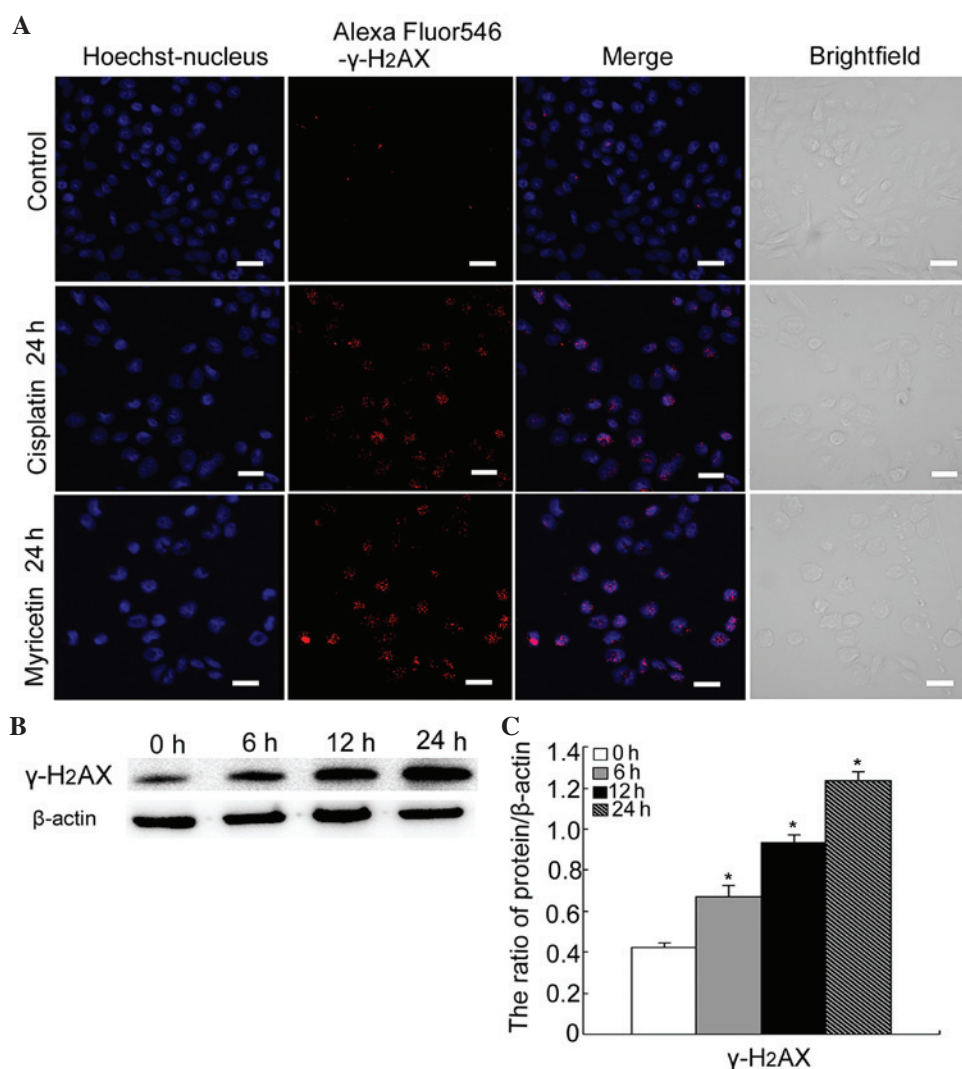 A
Hoechst-nucleus
Alexa Fluor546
-γ-H2AX
Merge
Brightfield
Control
Cisplatin 24 h
Myricetin 24 h
B
0 h
6 h
12 h
24 h
γ-H2AX
β-actin
C
The ratio of protein/β-actin
1.4
1.2
1.0
0.8
0.6
0.4
0.2
0
0 h
6 h
12 h
24 h
*
*
*
γ-H2AX